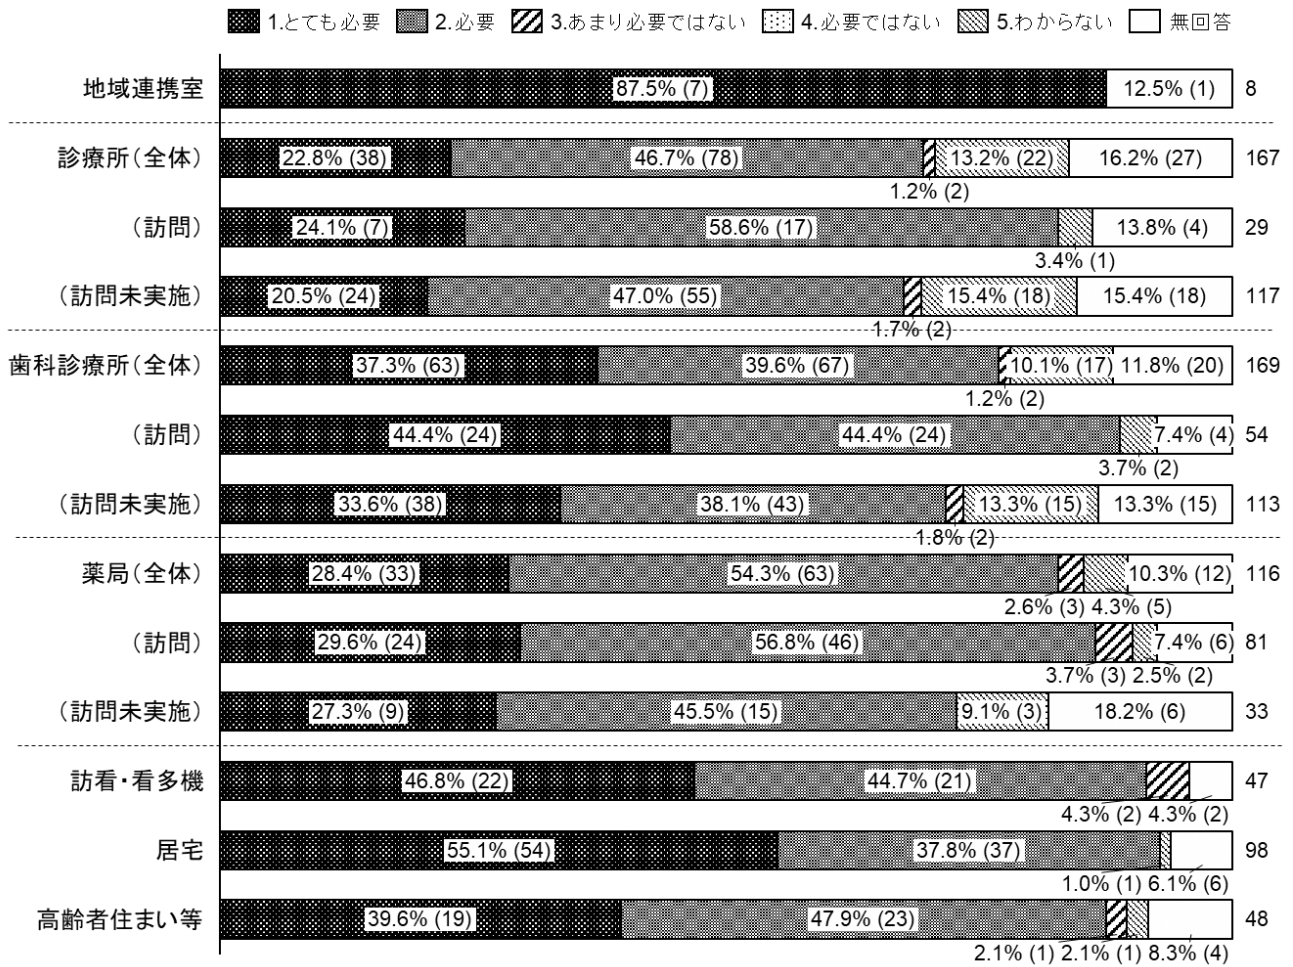 1.とても必要 2.必要 3.あまり必要ではない 4.必要ではない 5.わからない 無回答
地域連携室 87.5% (7) 12.5% (1) 8
診療所（全体） 22.8% (38) 46.7% (78) 13.2% (22) 16.2% (27) 167
1.2% (2)
（訪問） 24.1% (7) 58.6% (17) 13.8% (4) 29
3.4% (1)
（訪問未実施） 20.5% (24) 47.0% (55) 15.4% (18) 15.4% (18) 117
1.7% (2)
歯科診療所（全体） 37.3% (63) 39.6% (67) 10.1% (17) 11.8% (20) 169
1.2% (2)
（訪問） 44.4% (24) 44.4% (24) 7.4% (4) 54
3.7% (2)
（訪問未実施） 33.6% (38) 38.1% (43) 13.3% (15) 13.3% (15) 113
1.8% (2)
薬局（全体） 28.4% (33) 54.3% (63) 10.3% (12) 116
2.6% (3) 4.3% (5)
（訪問） 29.6% (24) 56.8% (46) 7.4% (6) 81
3.7% (3) 2.5% (2)
（訪問未実施） 27.3% (9) 45.5% (15) 9.1% (3) 18.2% (6) 33
訪看・看多機 46.8% (22) 44.7% (21) 47
4.3% (2) 4.3% (2)
居宅 55.1% (54) 37.8% (37) 98
1.0% (1) 6.1% (6)
高齢者住まい等 39.6% (19) 47.9% (23) 48
2.1% (1) 2.1% (1) 8.3% (4)